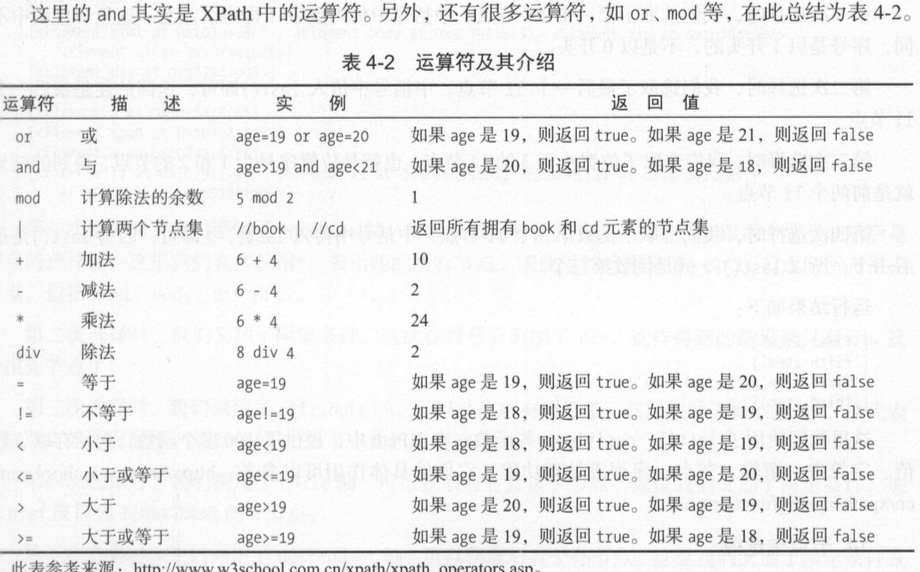 这里的 and 其实是 XPath 中的运算符。另外，还有很多运算符，如 or、mod 等，在此总结为表 4-2。
表 4-2 运算符及其介绍
运算符 描 述 实 例 返 回 值
or 或 age=19 or age=20 如果 age 是 19，则返回 true。如果 age 是 21，则返回 false
and 与 age>19 and age<21 如果 age 是 20，则返回 true。如果 age 是 18，则返回 false
mod 计算除法的余数 5 mod 2 1
| 计算两个节点集 //book | //cd 返回所有拥有 book 和 cd 元素的节点集
+ 加法 6 + 4 10
- 减法 6 - 4 2
* 乘法 6 * 4 24
div 除法 8 div 4 2
= 等于 age=19 如果 age 是 19，则返回 true。如果 age 是 20，则返回 false
!= 不等于 age!=19 如果 age 是 18，则返回 true。如果 age 是 19，则返回 false
< 小于 age<19 如果 age 是 18，则返回 true。如果 age 是 19，则返回 false
<= 小于或等于 age<=19 如果 age 是 19，则返回 true。如果 age 是 20，则返回 false
> 大于 age>19 如果 age 是 20，则返回 true。如果 age 是 19，则返回 false
>= 大于或等于 age>=19 如果 age 是 19，则返回 true。如果 age 是 18，则返回 false
此表参考来源：http://www.w3school.com.cn/xpath/xpath_operators.asp。